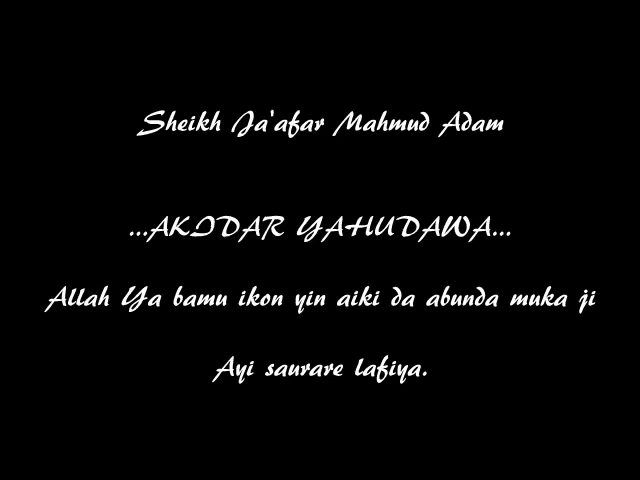 Sheikh Ja'afar Mahmud Adam
...AKIDAR YAHUDAWA...
Allah Ya bamu ikon yin aiki da abunda muka ji
Ayi saurare lafiya.